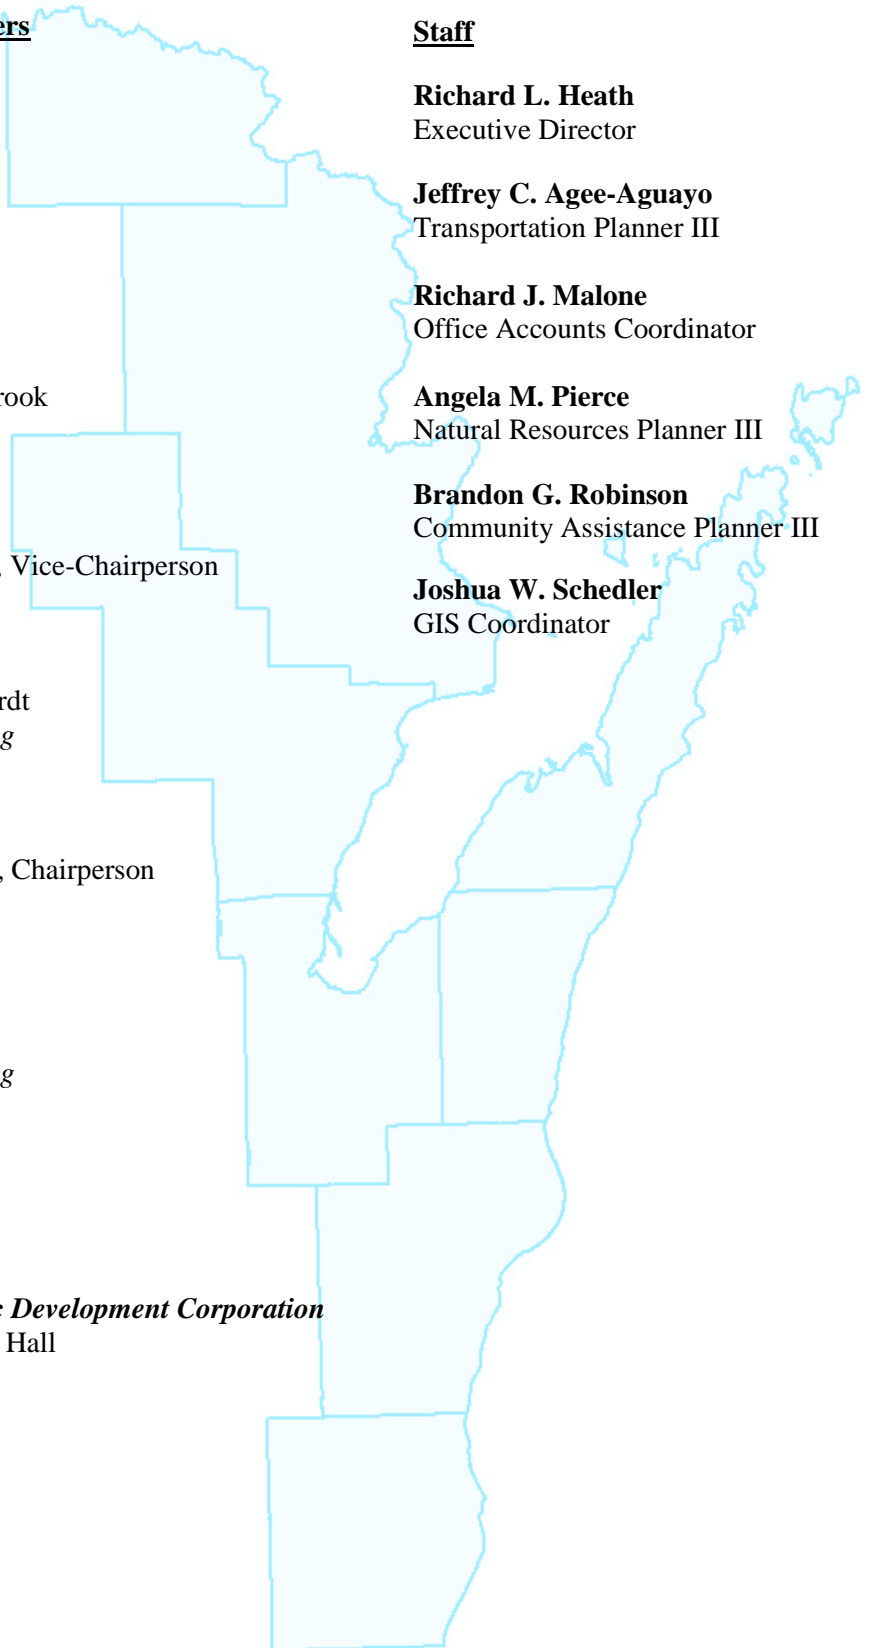 ers
rook
, Vice-Chairperson
rdt
g
, Chairperson
g
c Development Corporation
Hall
Staff
Richard L. Heath
Executive Director
Jeffrey C. Agee-Aguayo
Transportation Planner III
Richard J. Malone
Office Accounts Coordinator
Angela M. Pierce
Natural Resources Planner III
Brandon G. Robinson
Community Assistance Planner III
Joshua W. Schedler
GIS Coordinator